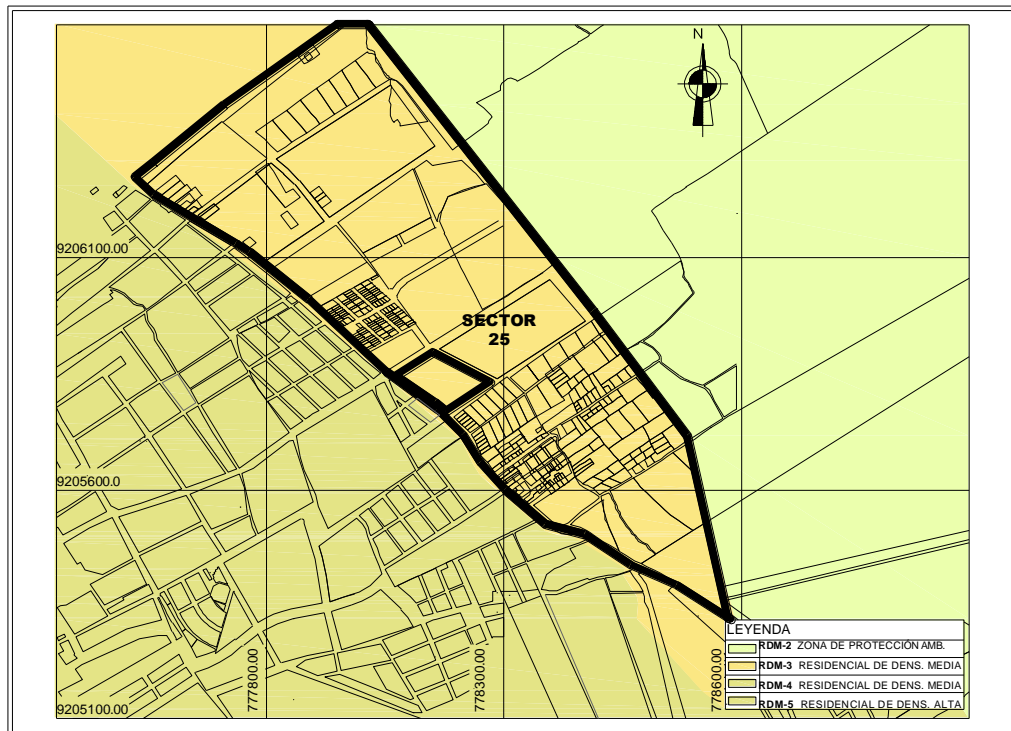 N
9206100.00
SECTOR
25
9205600.0
777800.00
778300.00
778600.00
9205100.00
LEYENDA
RDM-2 ZONA DE PROTECCIÓN AMB.
RDM-3 RESIDENCIAL DE DENS. MEDIA
RDM-4 RESIDENCIAL DE DENS. MEDIA
RDM-5 RESIDENCIAL DE DENS. ALTA